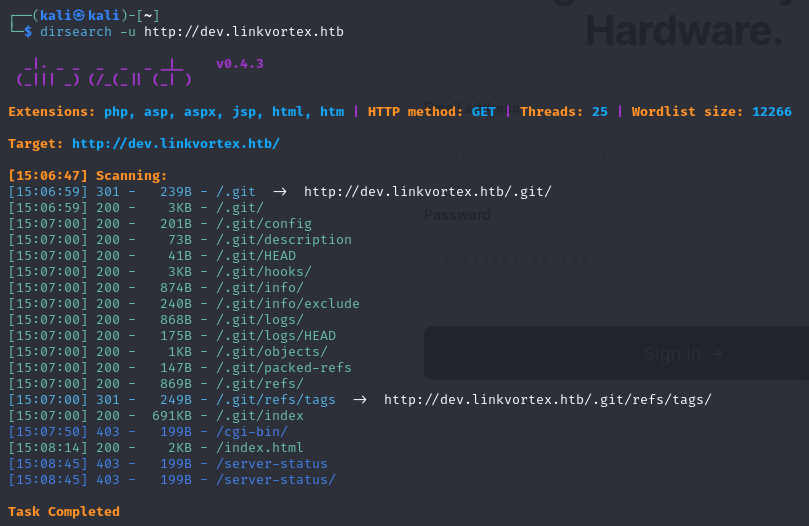 Hardware.
┌──(kali㉿kali)-[~]
└─$ dirsearch -u http://dev.linkvortex.htb
  _|. _ _  _  _  _ _|_    v0.4.3
 (_||| _) (/_(_|| (_| )
Extensions: php, asp, aspx, jsp, html, htm | HTTP method: GET | Threads: 25 | Wordlist size: 12266
Target: http://dev.linkvortex.htb/
[15:06:47] Scanning:
[15:06:59] 301 -   239B - /.git  ->  http://dev.linkvortex.htb/.git/
[15:06:59] 200 -     3KB - /.git/
[15:07:00] 200 -   201B - /.git/config
[15:07:00] 200 -    73B - /.git/description
[15:07:00] 200 -    41B - /.git/HEAD
[15:07:00] 200 -     3KB - /.git/hooks/
[15:07:00] 200 -   874B - /.git/info/
[15:07:00] 200 -   240B - /.git/info/exclude
[15:07:00] 200 -   868B - /.git/logs/
[15:07:00] 200 -   175B - /.git/logs/HEAD
[15:07:00] 200 -     1KB - /.git/objects/
[15:07:00] 200 -   147B - /.git/packed-refs
[15:07:00] 200 -   869B - /.git/refs/
[15:07:00] 301 -   249B - /.git/refs/tags  ->  http://dev.linkvortex.htb/.git/refs/tags/
[15:07:00] 200 -   691KB - /.git/index
[15:07:50] 403 -   199B - /cgi-bin/
[15:08:14] 200 -     2KB - /index.html
[15:08:45] 403 -   199B - /server-status
[15:08:45] 403 -   199B - /server-status/
Task Completed
Password
Sign in →